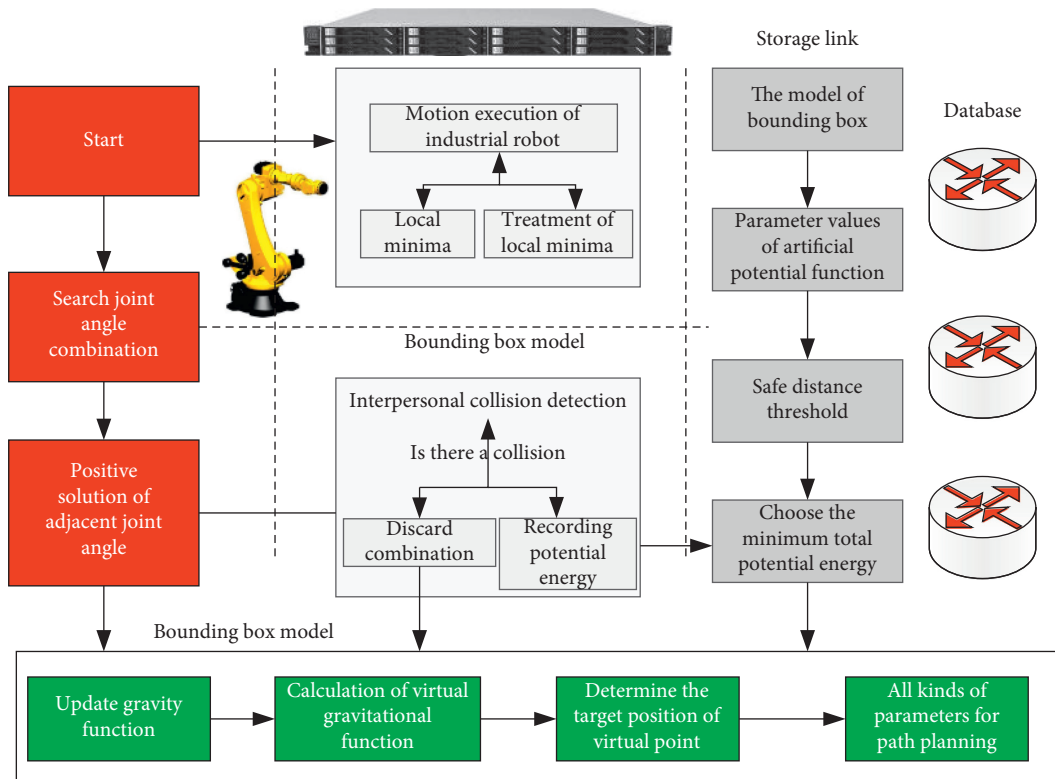 Storage link
Start
Motion execution of
industrial robot
Local
minima
Treatment of
local minima
The model of
bounding box
Database
Parameter values
of artificial
potential function
Search joint
angle
combination
Bounding box model
Safe distance
threshold
Interpersonal collision detection
Is there a collision
Positive
solution of
adjacent joint
angle
Discard
combination
Recording
potential
energy
Choose the
minimum total
potential energy
Bounding box model
Update gravity
function
Calculation of virtual
gravitational
function
Determine the
target position of
virtual point
All kinds of
parameters for
path planning